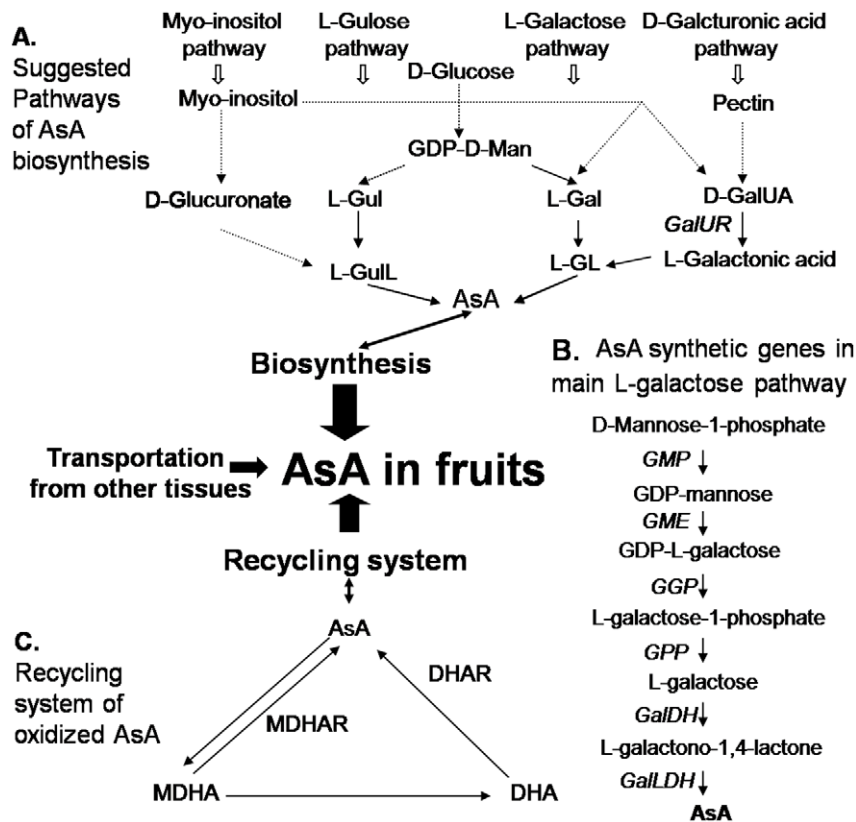 A.
Suggested
Pathways
of AsA
biosynthesis
Myo-inositol
pathway
L-Gulose
pathway
L-Galactose
pathway
D-Galcturonic acid
pathway
D-Glucose
Myo-inositol
Pectin
GDP-D-Man
D-Glucuronate
L-Gul
L-Gal
D-GalUA
GalUR
L-GulL
L-GL
L-Galactonic acid
AsA
Biosynthesis
Transportation
from other tissues
AsA in fruits
Recycling system
B. AsA synthetic genes in
main L-galactose pathway
D-Mannose-1-phosphate
GMP
GDP-mannose
GME
GDP-L-galactose
GGP
L-galactose-1-phosphate
GPP
L-galactose
GalDH
L-galactono-1,4-lactone
GalLDH
AsA
C.
Recycling
system of
oxidized AsA
AsA
DHAR
MDHAR
MDHA
DHA